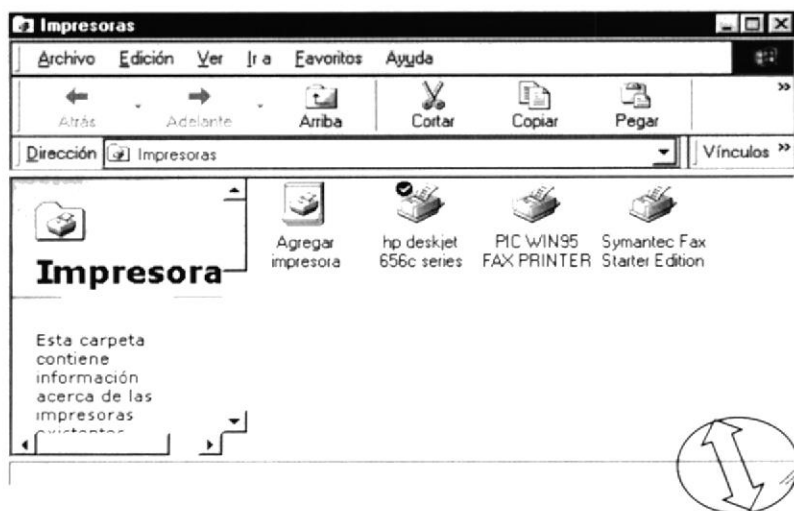 Impresoras
Archivo Edición Ver Ir a Favoritos Ayuda
Atrás Adelante Arriba Cortar Copiar Pegar »
Dirección Impresoras Vínculos »
Agregar impresora
hp deskjet 656c series
PIC WIN95 FAX PRINTER
Symantec Fax Starter Edition
Impresora
Esta carpeta
contiene
información
acerca de las
impresoras